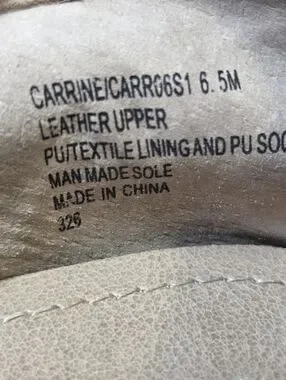 CARRINE/CARR06S1 6.5M
LEATHER UPPER
PU/TEXTILE LINING AND PU SOC
MAN MADE SOLE
MADE IN CHINA
326